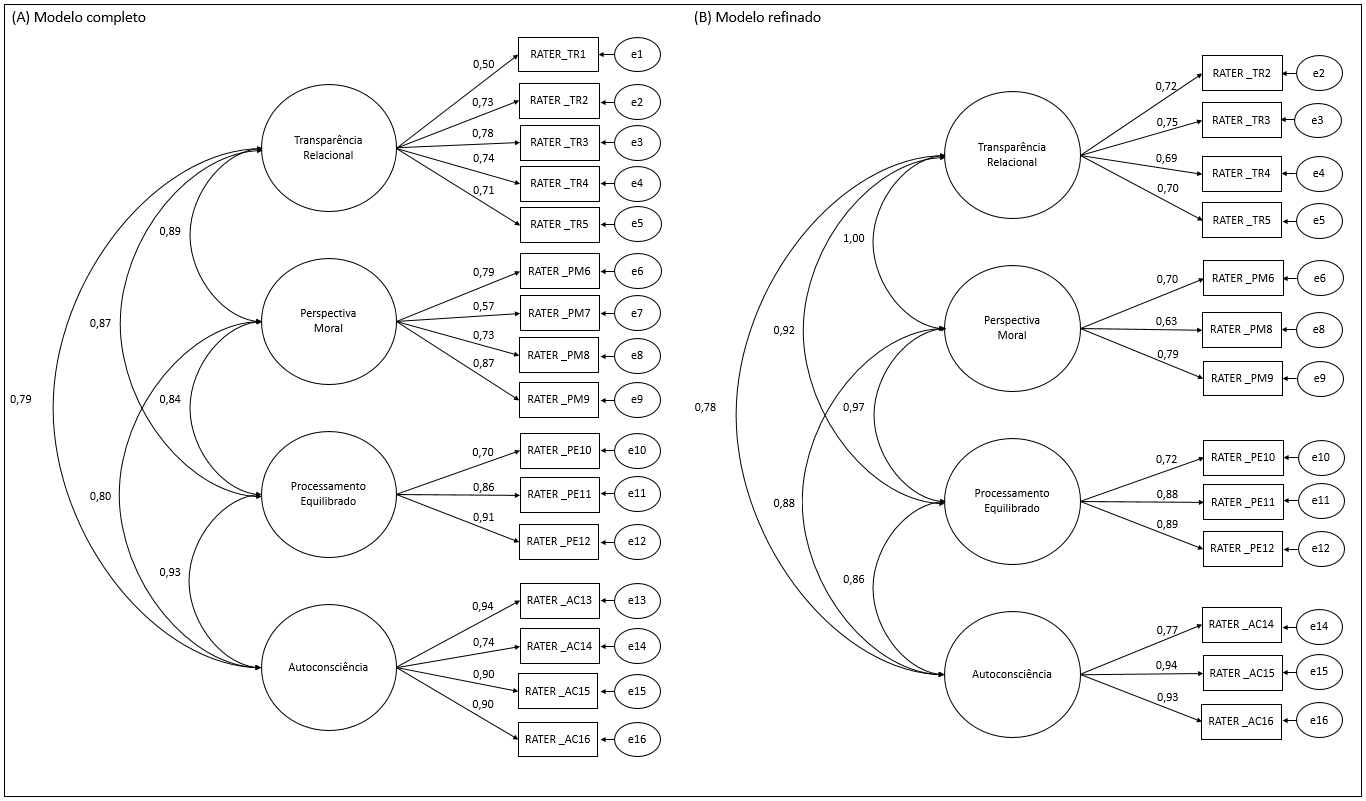 (A) Modelo completo
0,50
RATER_TR1
e1
0,73
RATER _TR2
e2
Transparência
Relacional
0,78
RATER _TR3
e3
0,74
RATER _TR4
e4
0,71
RATER _TR5
e5
0,89
0,79
RATER _PM6
e6
Perspectiva
Moral
0,57
RATER _PM7
e7
0,87
0,73
RATER _PM8
e8
0,87
RATER _PM9
e9
0,79
0,84
0,70
RATER _PE10
e10
Processamento
Equilibrado
0,86
RATER _PE11
e11
0,80
0,91
RATER _PE12
e12
0,93
0,94
RATER _AC13
e13
0,74
RATER _AC14
e14
Autoconsciência
0,90
RATER _AC15
e15
0,90
RATER _AC16
e16
(B) Modelo refinado
0,72
RATER _TR2
e2
0,75
RATER _TR3
e3
Transparência
Relacional
0,69
RATER _TR4
e4
0,70
RATER _TR5
e5
1,00
0,70
RATER _PM6
e6
Perspectiva
Moral
0,63
RATER _PM8
e8
0,92
0,79
RATER _PM9
e9
0,78
0,97
0,72
RATER _PE10
e10
Processamento
Equilibrado
0,88
RATER _PE11
e11
0,88
0,89
RATER _PE12
e12
0,86
0,77
RATER _AC14
e14
Autoconsciência
0,94
RATER _AC15
e15
0,93
RATER _AC16
e16